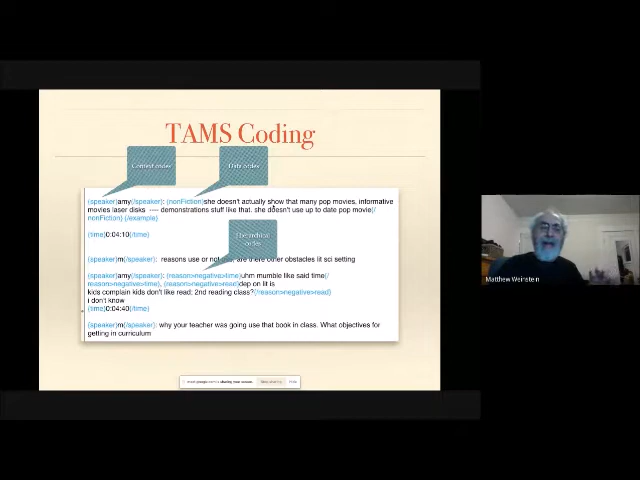 TAMS Coding
Context codes
Data codes
{speaker}amy{/speaker}: {nonFiction}she doesn't actually show that many pop movies, informative
movies laser disks ---- demonstrations stuff like that. she doesn't use up to date pop movie{/
nonFiction} {/example}
Hierarchical
codes
{time}0:04:10{/time}
{speaker}m{/speaker}: reasons use or not are there other obstacles lit sci setting
{speaker}amy{/speaker}: {reason>negative>time}uhm mumble like said time{/
reason>negative>time}, {reason>negative>read}dep on lit is
kids complain kids don't like read; 2nd reading class?{/reason>negative>read}
i don't know
{time}0:04:40{/time}
{speaker}m{/speaker}: why your teacher was going use that book in class. What objectives for
getting in curriculum
Matthew Weinstein
is sharing your screen.